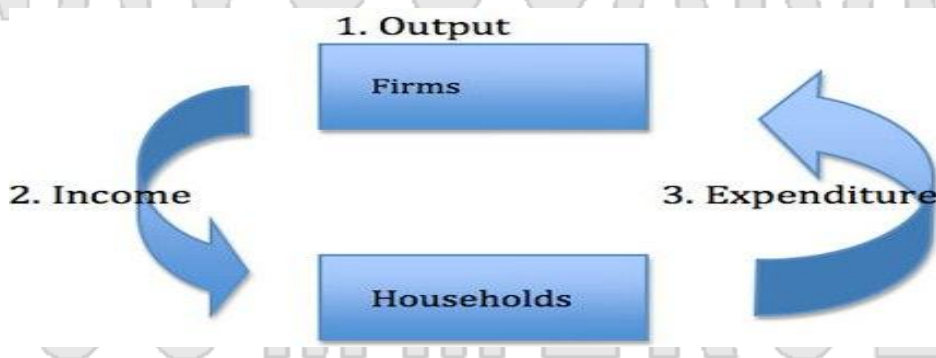 1. Output
Firms
2. Income
3. Expenditure
Households